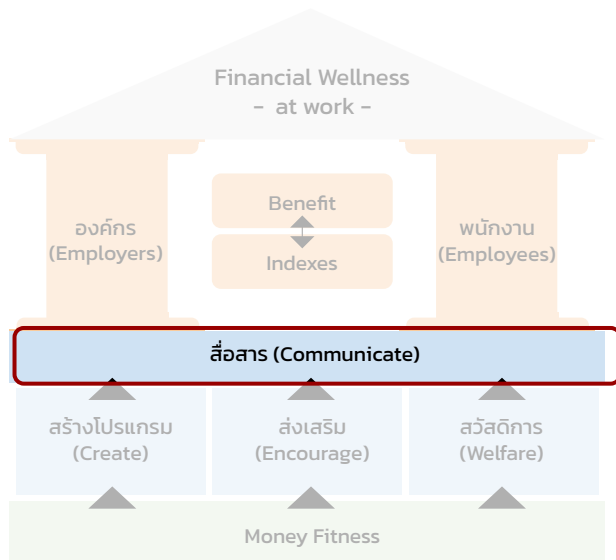 Financial Wellness
- at work -
องค์กร
(Employers)
Benefit
Indexes
พนักงาน
(Employees)
สื่อสาร (Communicate)
สร้างโปรแกรม
(Create)
ส่งเสริม
(Encourage)
สวัสดิการ
(Welfare)
Money Fitness